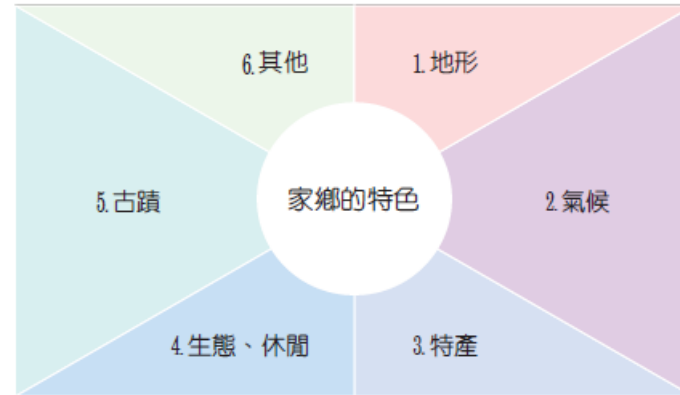 家鄉的特色
1.地形
2.氣候
3.特產
4.生態、休閒
5.古蹟
6.其他